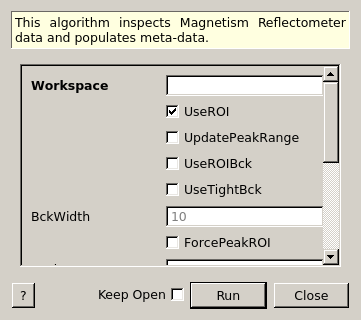 This algorithm inspects Magnetism Reflectometer
data and populates meta-data.
Workspace
UseROI
UpdatePeakRange
UseROIBck
UseTightBck
BckWidth 10
ForcePeakROI
? Keep Open Run Close